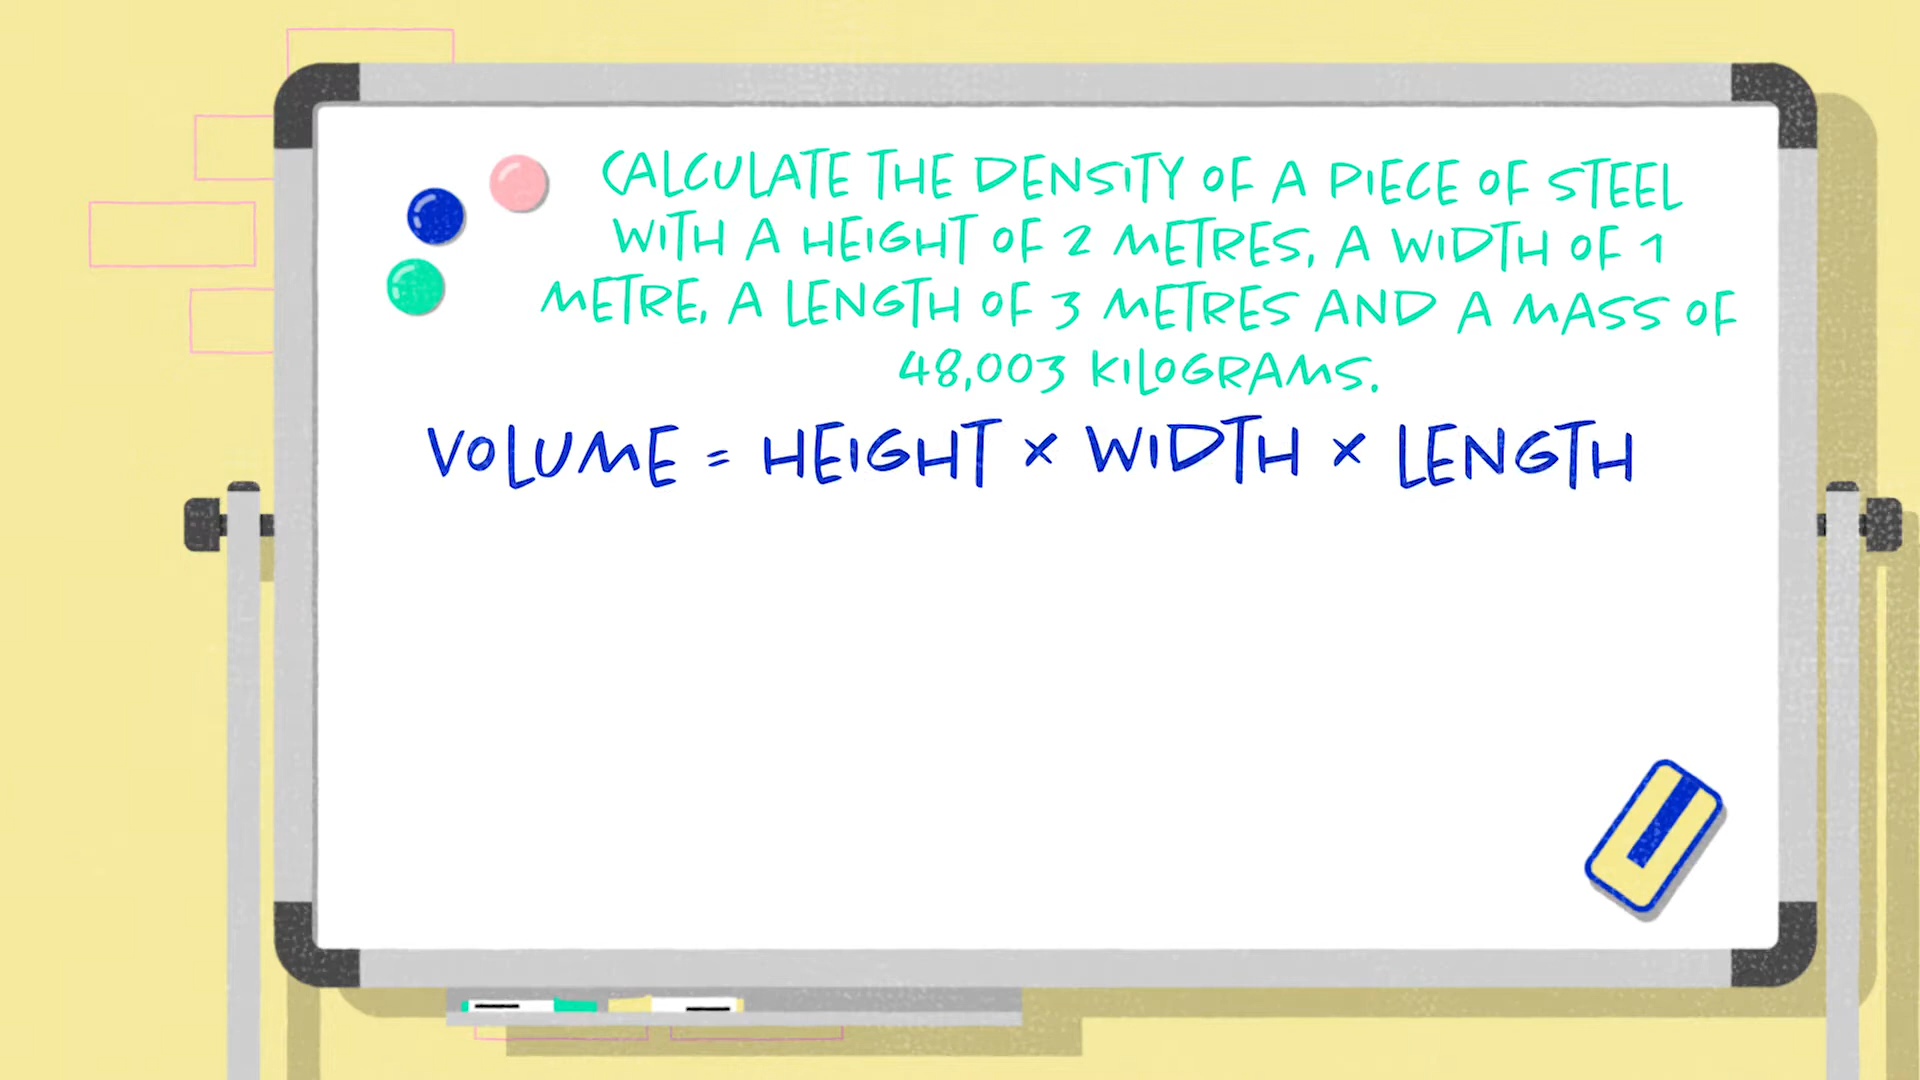 CALCULATE THE DENSITY OF A PIECE OF STEEL
WITH A HEIGHT OF 2 METRES, A WIDTH OF 1
METRE, A LENGTH OF 3 METRES AND A MASS OF
48,003 KILOGRAMS.
VOLUME = HEIGHT × WIDTH × LENGTH